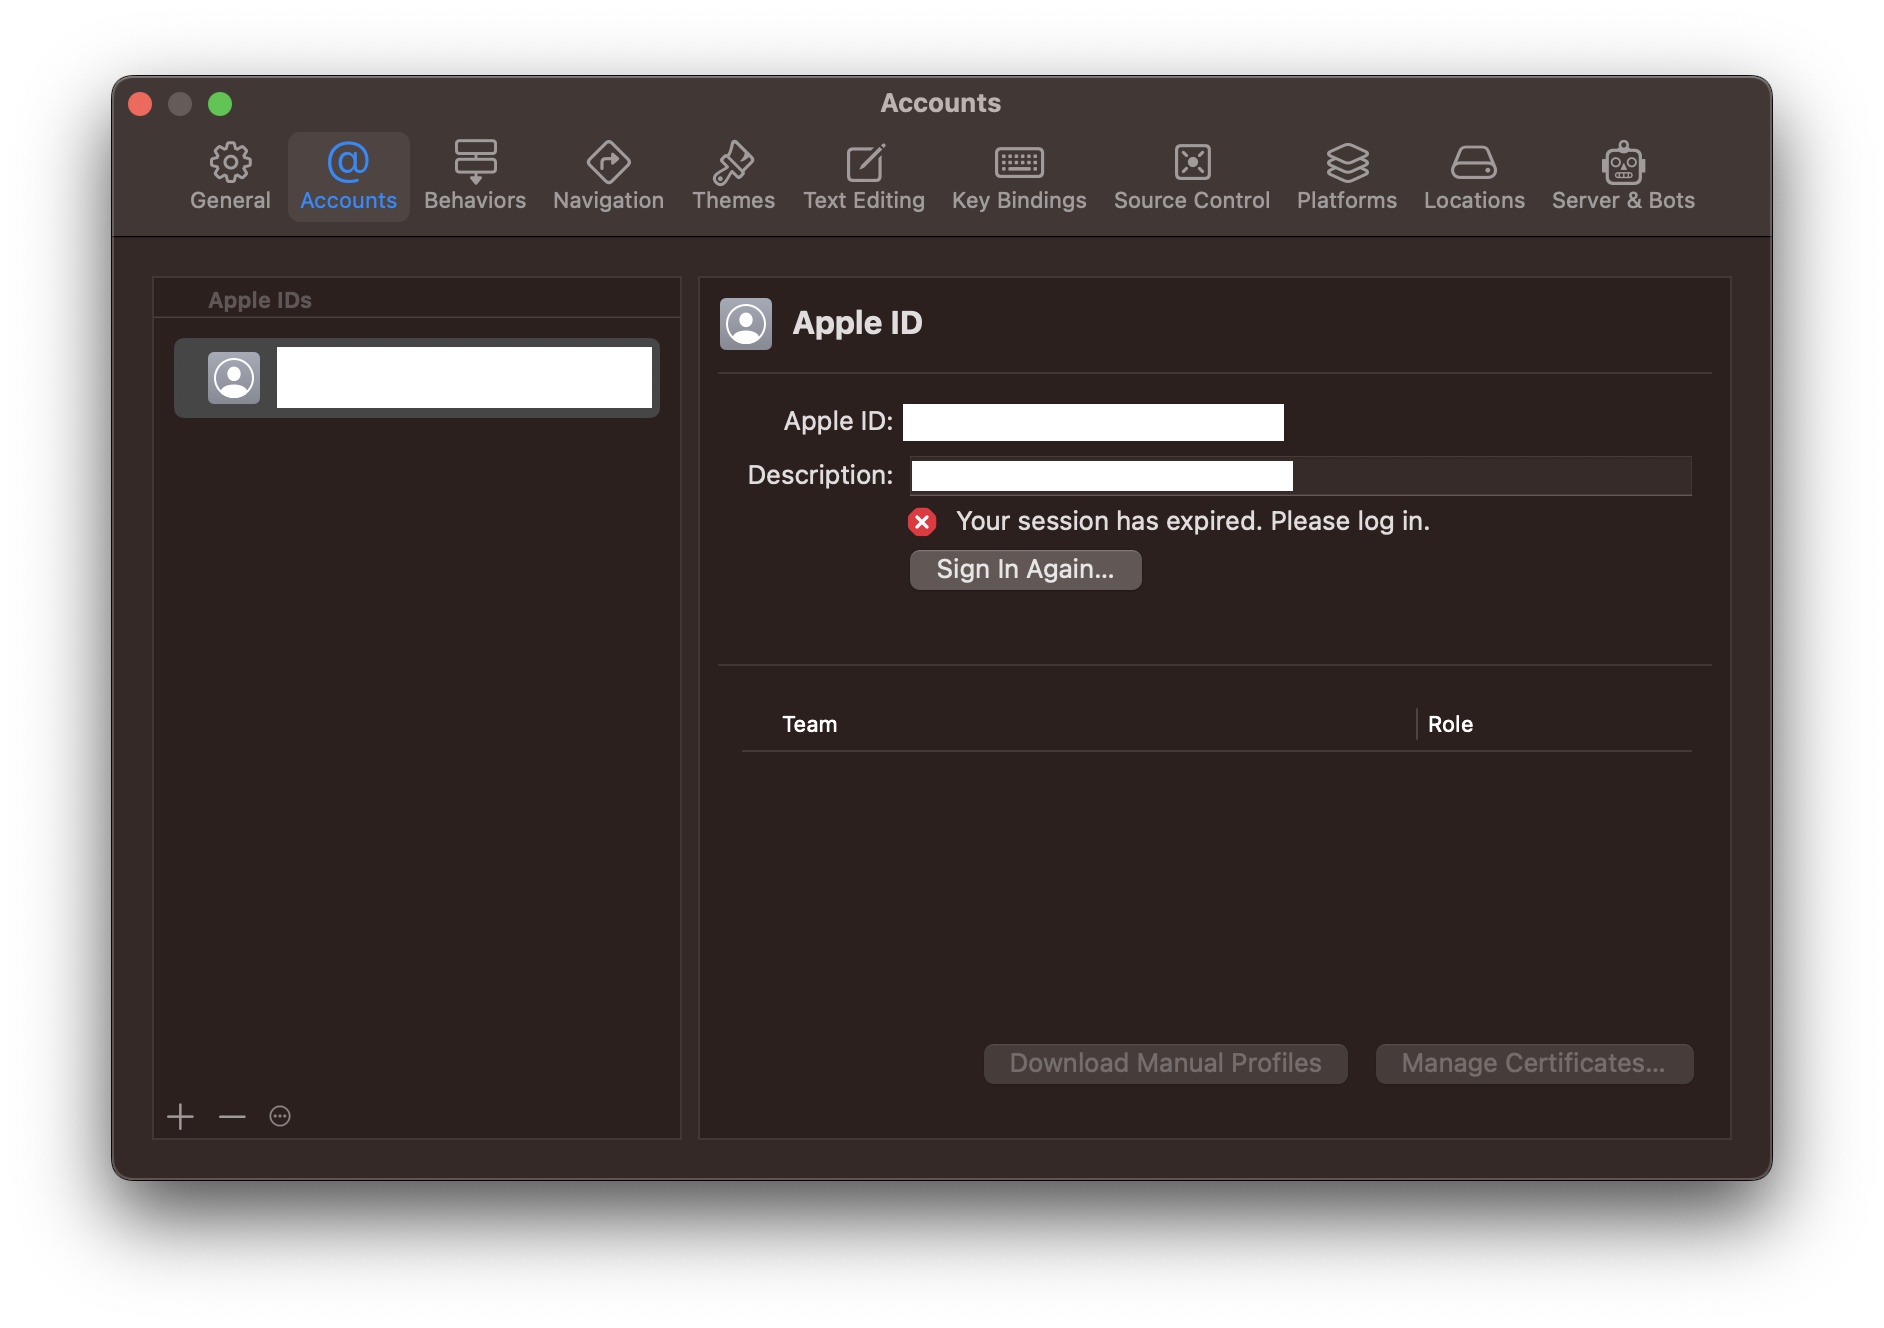 Accounts
General
Accounts
Behaviors
Navigation
Themes
Text Editing
Key Bindings
Source Control
Platforms
Locations
Server & Bots
Apple IDs
Apple ID
Apple ID:
Description:
Your session has expired. Please log in.
Sign In Again...
Team
Role
Download Manual Profiles
Manage Certificates...